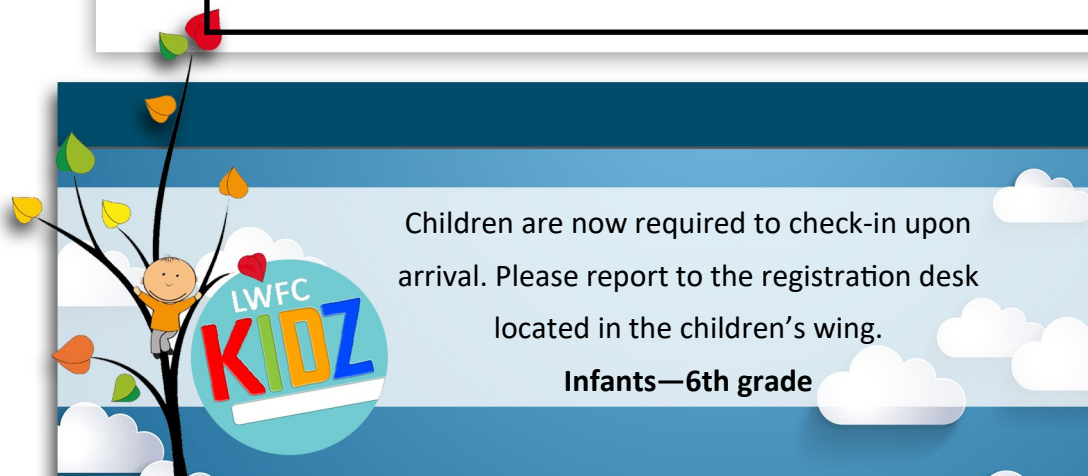 Children are now required to check-in upon
arrival. Please report to the registration desk
located in the children’s wing.
Infants—6th grade
LWFC
KIDZ